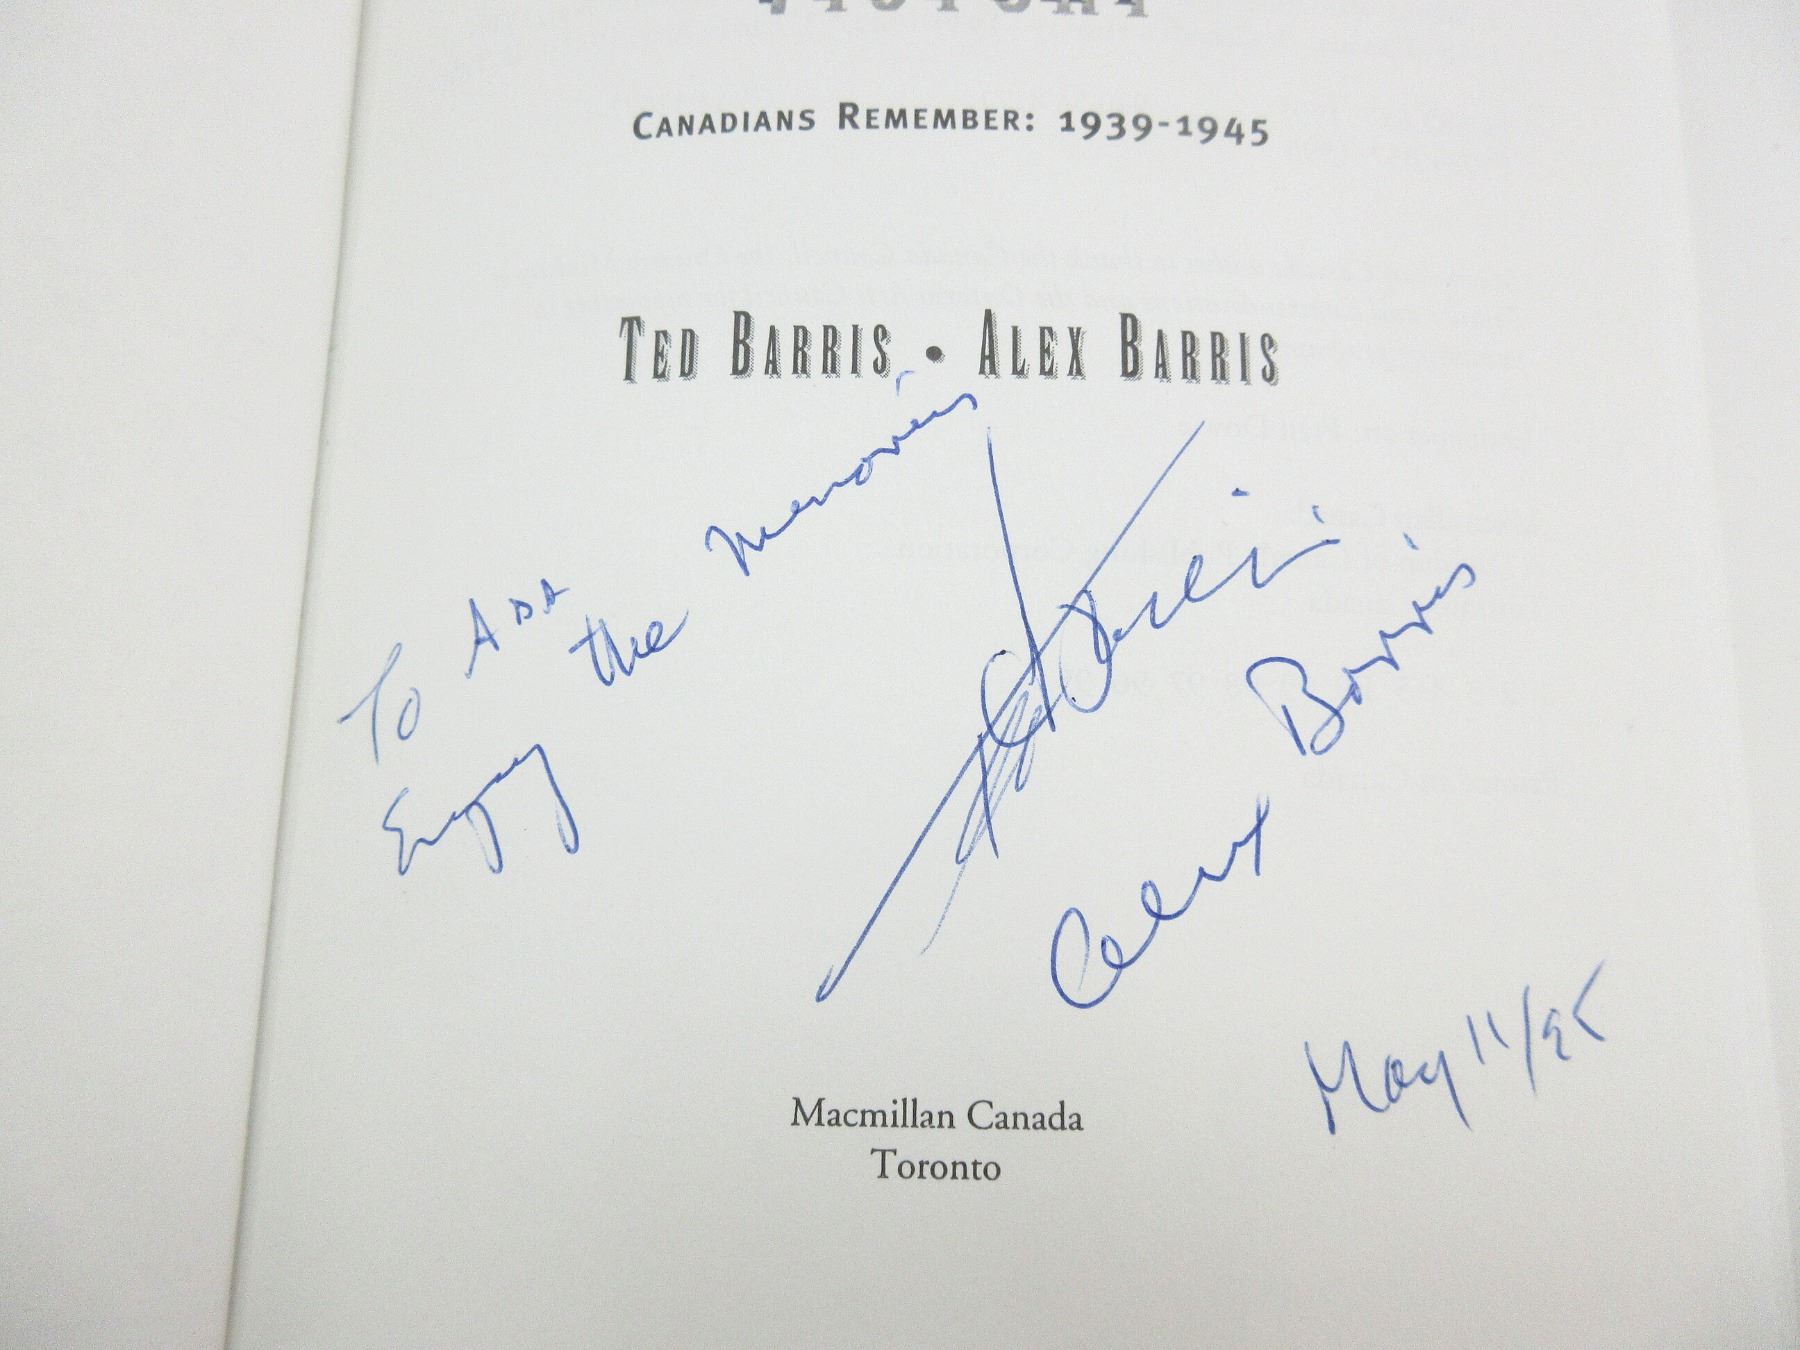 CANADIANS REMEMBER: 1939-1945
TED BARRIS • ALEX BARRIS
To ADA
Enjoy the memories
Alex Barris
May 11/95
Macmillan Canada
Toronto